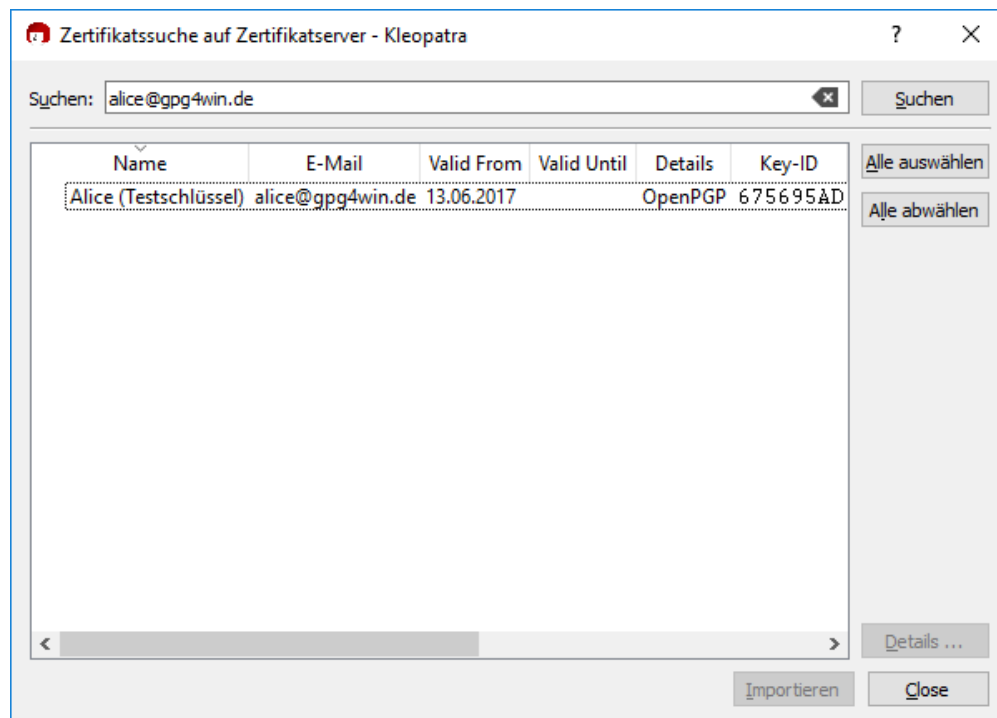 Zertifikatssuche auf Zertifikatserver - Kleopatra ?
Suchen: alice@gpg4win.de Suchen
Name E-Mail Valid From Valid Until Details Key-ID Alle auswählen
Alice (Testschlüssel) alice@gpg4win.de 13.06.2017 OpenPGP 675695AD
Alle abwählen
Details ...
Importieren Close